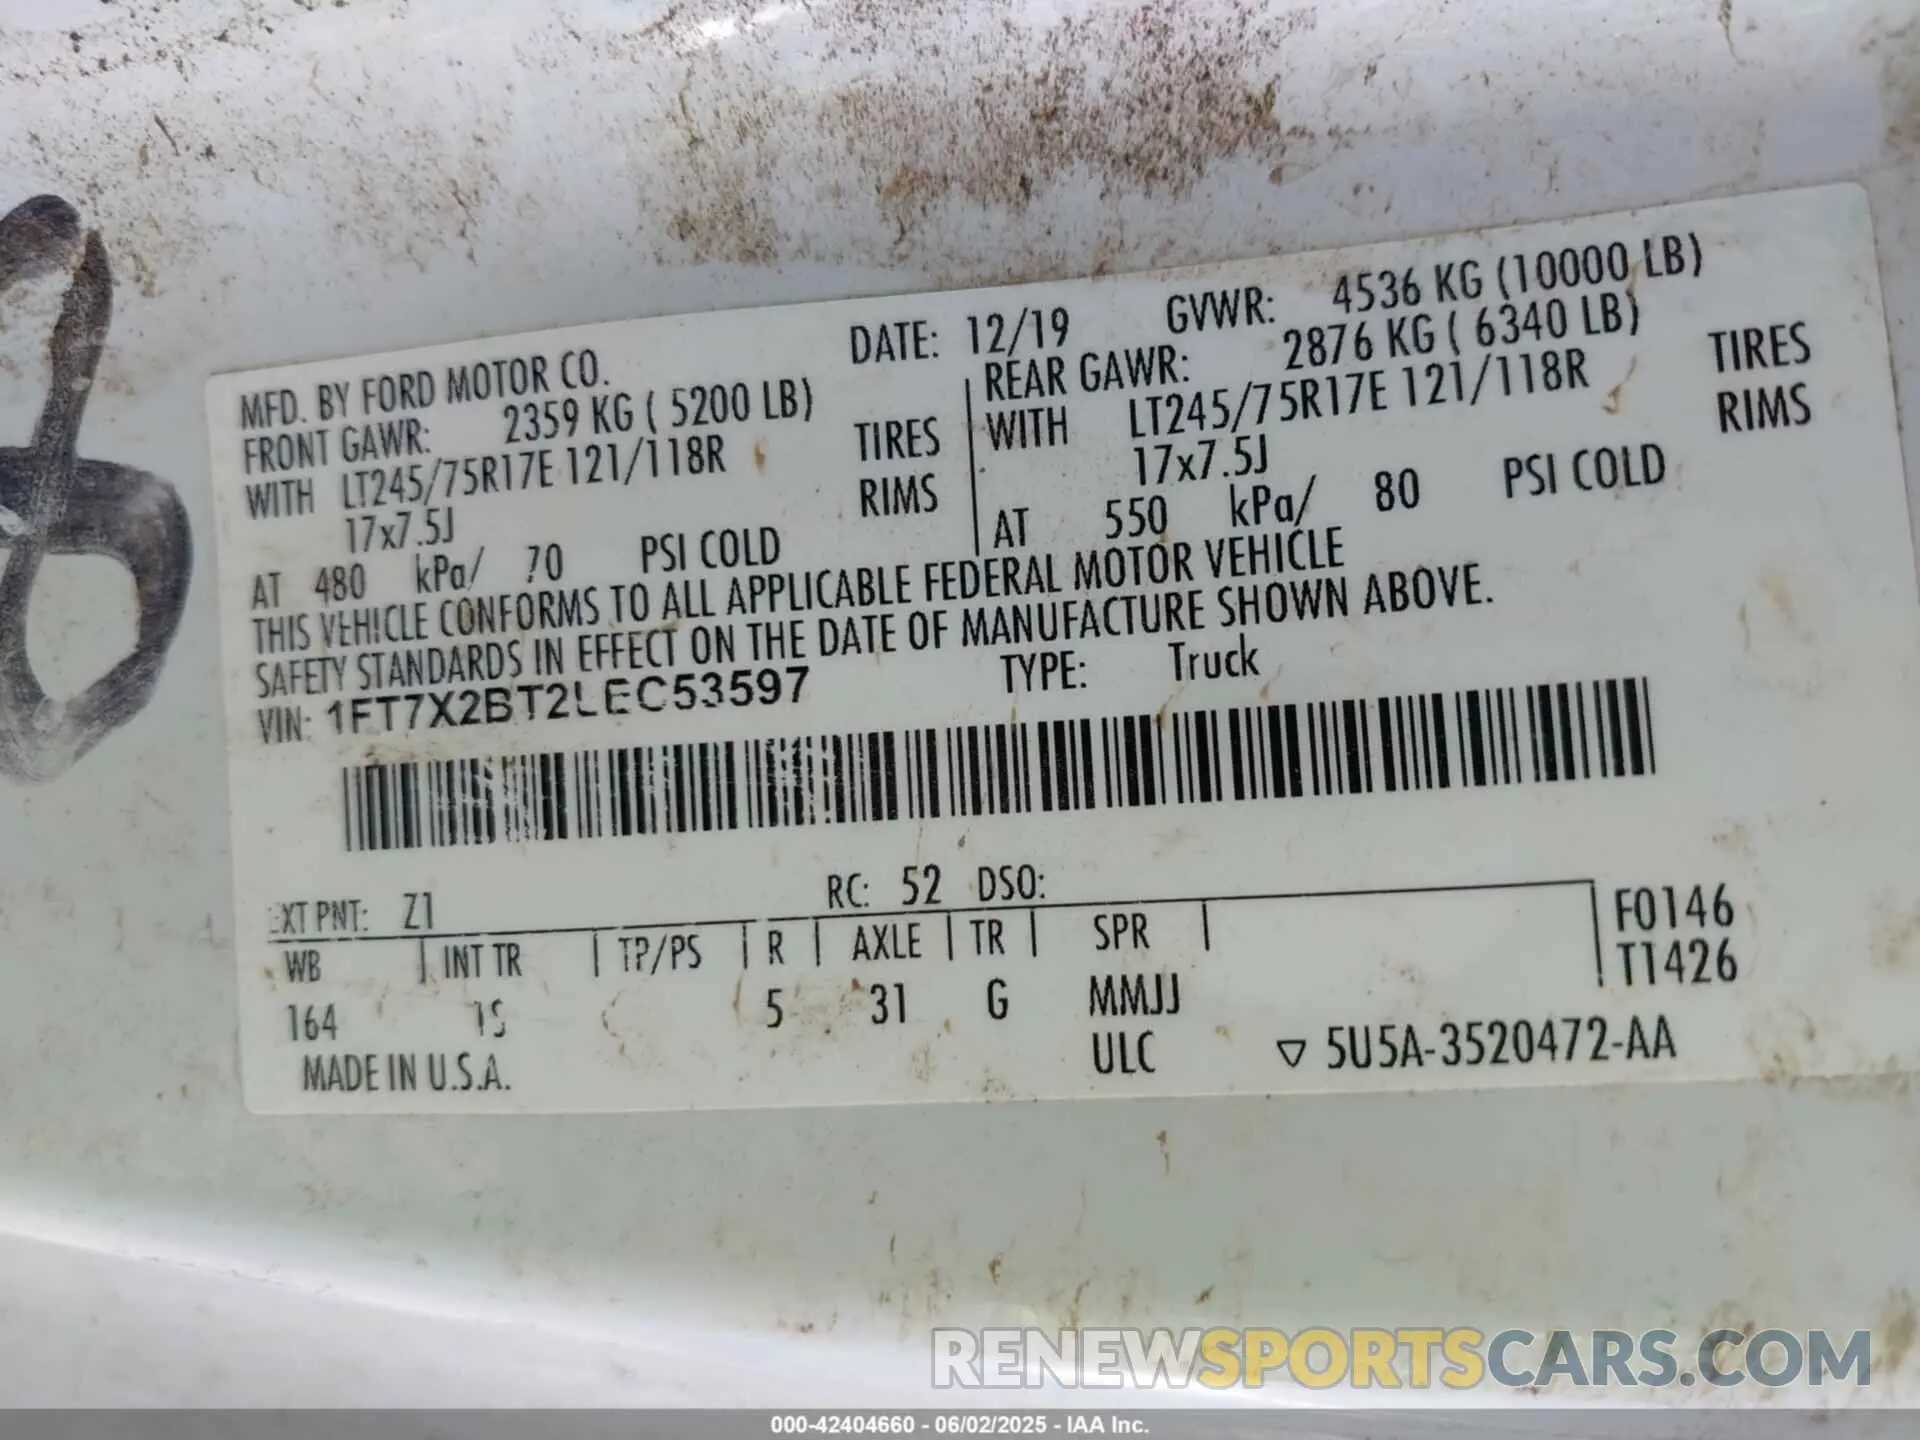 MFD. BY FORD MOTOR CO. DATE: 12/19 GVWR: 4536 KG (10000 LB)
FRONT GAWR: 2359 KG ( 5200 LB) REAR GAWR: 2876 KG ( 6340 LB)
WITH LT245/75R17E 121/118R TIRES WITH LT245/75R17E 121/118R TIRES
17x7.5J RIMS 17x7.5J RIMS
AT 480 kPa/ 70 PSI COLD AT 550 kPa/ 80 PSI COLD
THIS VEHICLE CONFORMS TO ALL APPLICABLE FEDERAL MOTOR VEHICLE
SAFETY STANDARDS IN EFFECT ON THE DATE OF MANUFACTURE SHOWN ABOVE.
VIN: 1FT7X2BT2LEC53597 TYPE: Truck
EXT PNT: Z1 RC: 52 DSO:
WB INT TR TP/PS R AXLE TR SPR F0146
T1426
164 5 31 G MMJJ
MADE IN U.S.A. ULC 5U5A-3520472-AA
RENEWSPORTSCARS.COM
000-42404660 - 06/02/2025 - IAA Inc.